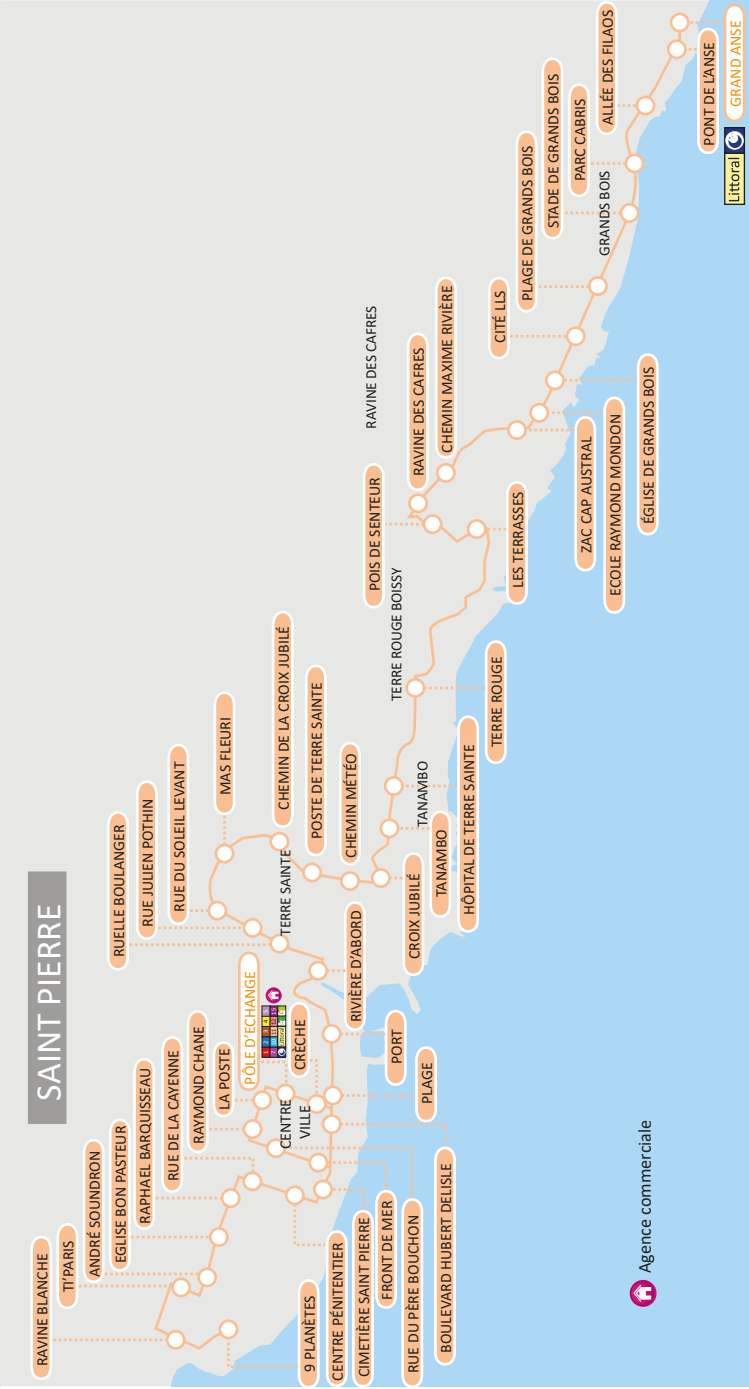 SAINT PIERRE
RAVINE BLANCHE
TI'PARIS
ANDRÉ SOUNDRON
EGLISE BON PASTEUR
RAPHAEL BARQUISSEAU
RUE DE LA CAYENNE
RAYMOND CHANE
LA POSTE
PÔLE D'ECHANGE
CRÈCHE
CENTRE
VILLE
9 PLANÈTES
CENTRE PÉNITENTIER
CIMETIÈRE SAINT PIERRE
FRONT DE MER
RUE DU PÈRE BOUCHON
BOULEVARD HUBERT DELISLE
PLAGE
PORT
RIVIÈRE D'ABORD
RUELLE BOULANGER
RUE JULIEN POTHIN
RUE DU SOLEIL LEVANT
MAS FLEURI
TERRE SAINTE
CHEMIN DE LA CROIX JUBILÉ
POSTE DE TERRE SAINTE
CHEMIN MÉTÉO
CROIX JUBILÉ
TANAMBO
TANAMBO
HÔPITAL DE TERRE SAINTE
TERRE ROUGE
TERRE ROUGE BOISSY
LES TERRASSES
POIS DE SENTEUR
RAVINE DES CAFRES
RAVINE DES CAFRES
CHEMIN MAXIME RIVIÈRE
ZAC CAP AUSTRAL
ECOLE RAYMOND MONDON
ÉGLISE DE GRANDS BOIS
CITÉ LLS
PLAGE DE GRANDS BOIS
STADE DE GRANDS BOIS
PARC CABRIS
GRANDS BOIS
ALLÉE DES FILAOS
PONT DE L'ANSE
GRAND ANSE
Littoral
Agence commerciale